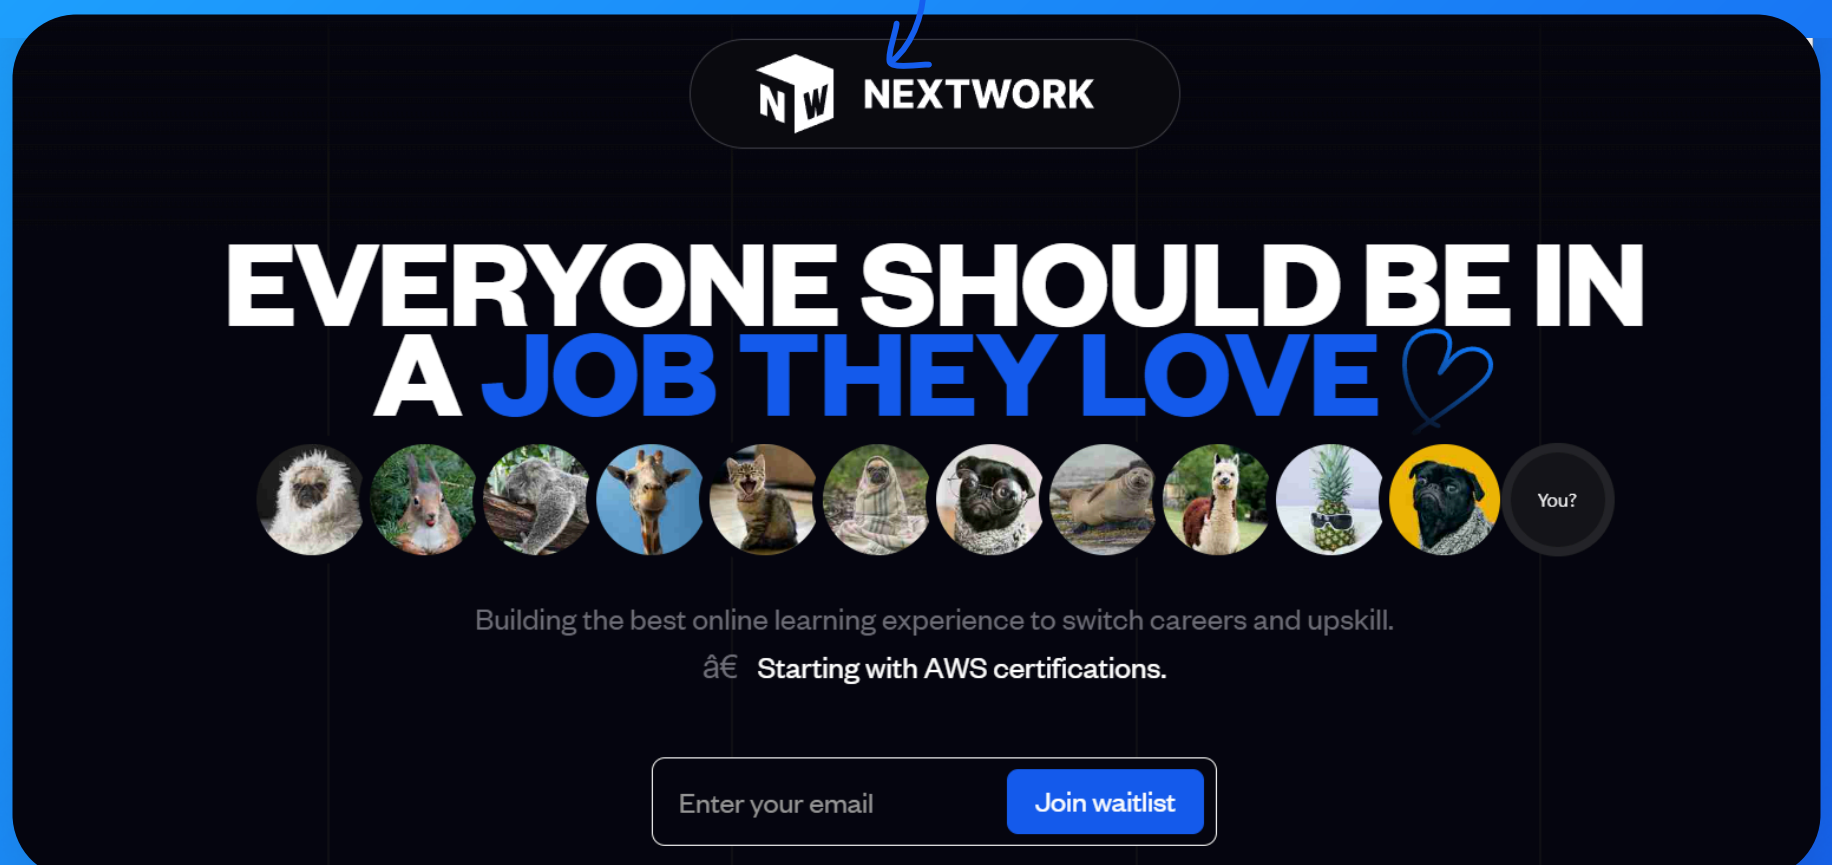 NW NEXTWORK
EVERYONE SHOULD BE IN
A JOB THEY LOVE
You?
Building the best online learning experience to switch careers and upskill.
â€ Starting with AWS certifications.
Enter your email Join waitlist